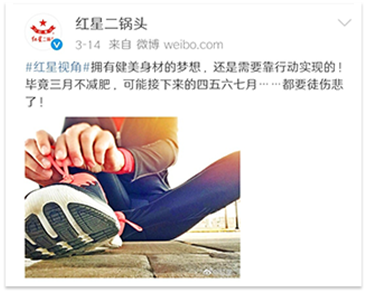 红星二锅头
3-14 来自 微博 weibo.com
#红星视角#拥有健美身材的梦想，还是需要靠行动实现的！
毕竟三月不减肥，可能接下来的四五六七月……都要徒伤悲
了！